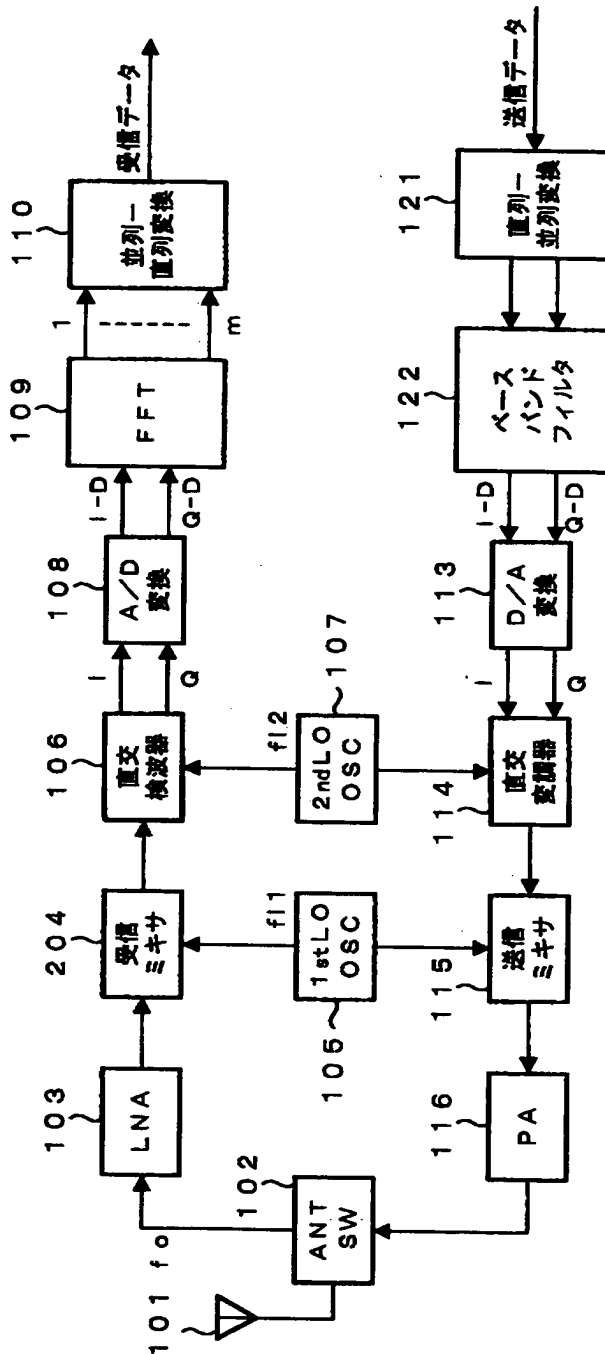 101
fo
102
ANT
SW
103
LNA
204
受信
ミキサ
fl1
1stLO
OSC
105
106
直交
検波器
fl2
2ndLO
OSC
107
I
Q
108
A/D
変換
I-D
Q-D
109
FFT
1
m
110
並列ー
直列変換
受信データ
送信データ
121
直列ー
並列変換
122
ベース
バンド
フィルタ
I-D
Q-D
113
D/A
変換
I
Q
114
直交
変調器
115
送信
ミキサ
116
PA